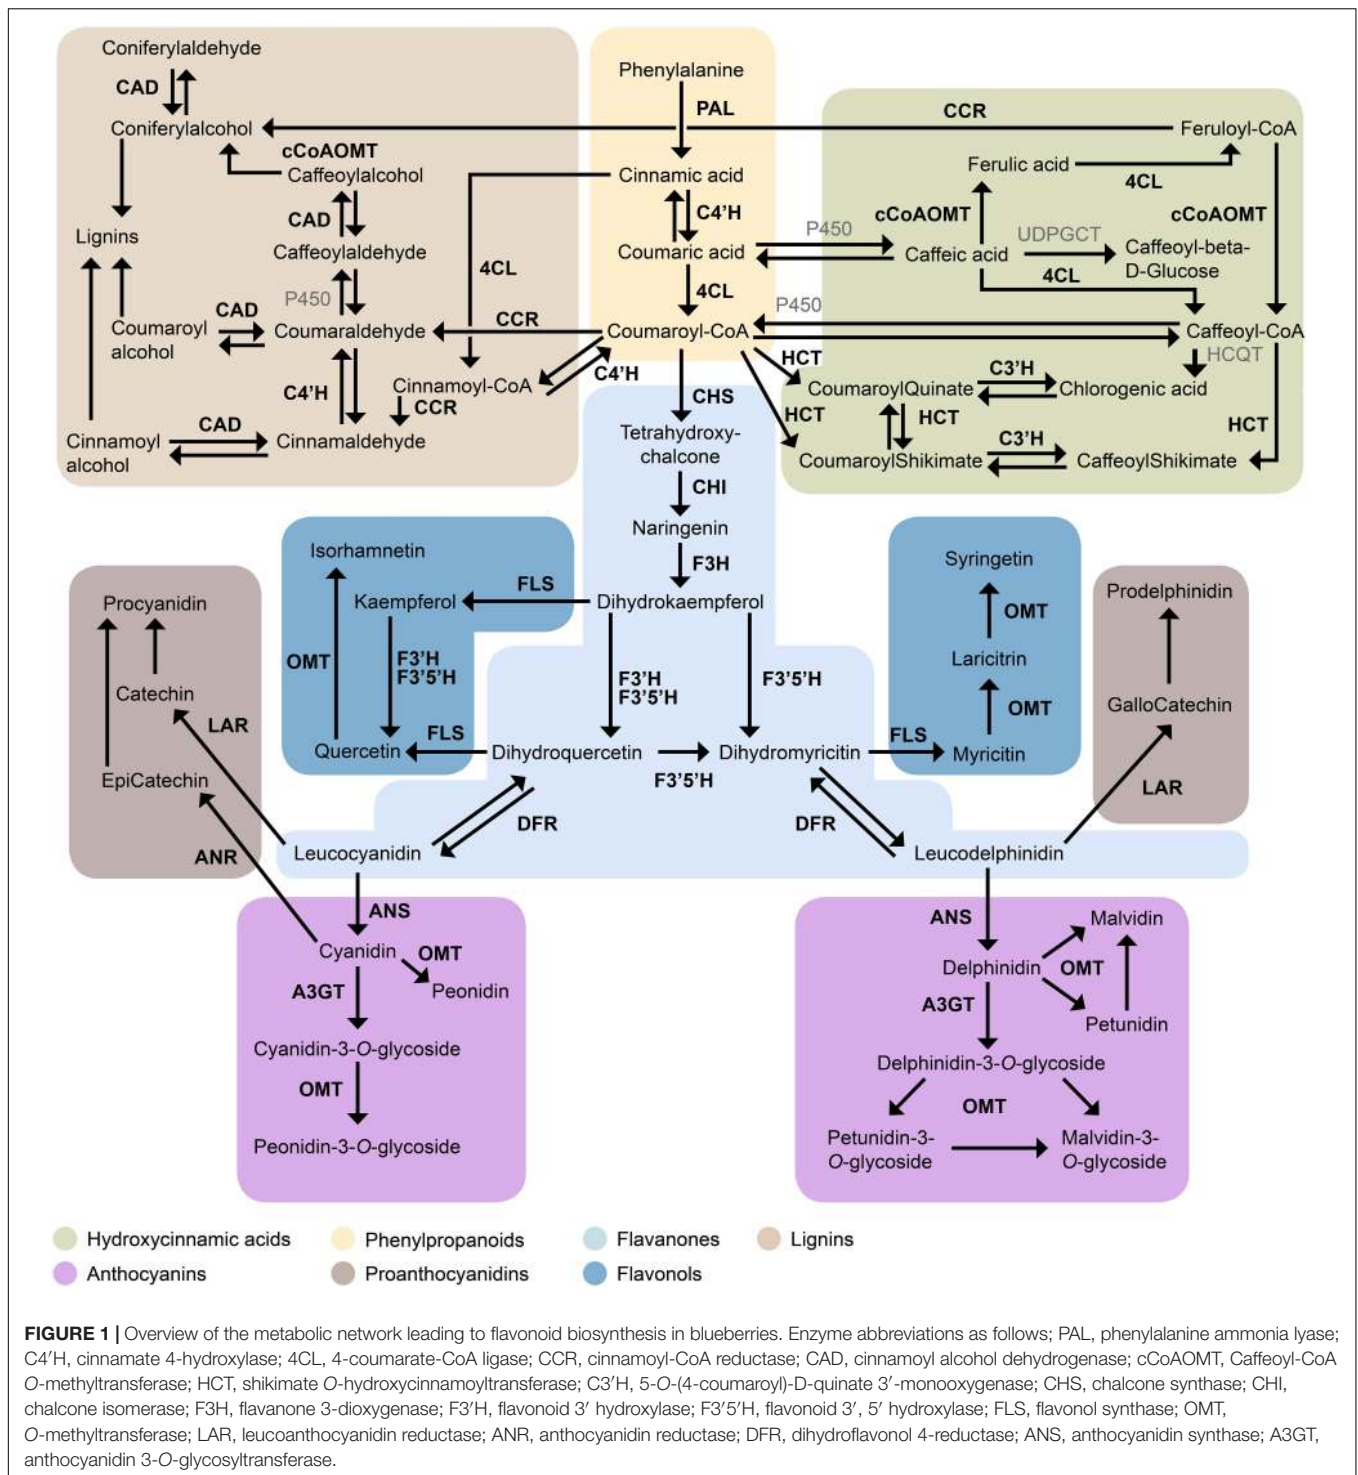 Coniferylaldehyde
CAD
Coniferylalcohol
cCoAOMT
Caffeoylalcohol
CAD
Lignins
Caffeoylaldehyde
P450
CAD
Coumaroyl
alcohol
Coumaraldehyde
CCR
4CL
C4'H
Cinnamoyl-CoA
CCR
C4'H
CAD
Cinnamoyl
alcohol
Cinnamaldehyde
Phenylalanine
PAL
Cinnamic acid
C4'H
Coumaric acid
4CL
Coumaroyl-CoA
CCR
Feruloyl-CoA
Ferulic acid
4CL
cCoAOMT
cCoAOMT
P450
UDPGCT
Caffeic acid
Caffeoyl-beta-
D-Glucose
4CL
P450
Caffeoyl-CoA
HCQT
HCT
CoumaroylQuinate
C3'H
Chlorogenic acid
HCT
HCT
HCT
CoumaroylShikimate
C3'H
CaffeoylShikimate
CHS
Tetrahydroxy-
chalcone
CHI
Naringenin
F3H
Dihydrokaempferol
Isorhamnetin
FLS
Kaempferol
OMT
F3'H
F3'5'H
Quercetin
FLS
F3'H
F3'5'H
F3'5'H
Dihydroquercetin
F3'5'H
Dihydromyricitin
FLS
Syringetin
OMT
Laricitrin
OMT
Myricitin
Procyanidin
Catechin
LAR
EpiCatechin
ANR
Prodelphinidin
GalloCatechin
LAR
DFR
DFR
Leucocyanidin
Leucodelphinidin
ANS
Cyanidin
OMT
A3GT
Peonidin
Cyanidin-3-O-glycoside
OMT
Peonidin-3-O-glycoside
ANS
Malvidin
Delphinidin
OMT
A3GT
Petunidin
Delphinidin-3-O-glycoside
OMT
Petunidin-3-
O-glycoside
Malvidin-3-
O-glycoside
Hydroxycinnamic acids
Phenylpropanoids
Flavanones
Lignins
Anthocyanins
Proanthocyanidins
Flavonols
FIGURE 1 | Overview of the metabolic network leading to flavonoid biosynthesis in blueberries. Enzyme abbreviations as follows; PAL, phenylalanine ammonia lyase;
C4′H, cinnamate 4-hydroxylase; 4CL, 4-coumarate-CoA ligase; CCR, cinnamoyl-CoA reductase; CAD, cinnamoyl alcohol dehydrogenase; cCoAOMT, Caffeoyl-CoA
O-methyltransferase; HCT, shikimate O-hydroxycinnamoyltransferase; C3′H, 5-O-(4-coumaroyl)-D-quinate 3′-monooxygenase; CHS, chalcone synthase; CHI,
chalcone isomerase; F3H, flavanone 3-dioxygenase; F3′H, flavonoid 3′ hydroxylase; F3′5′H, flavonoid 3′, 5′ hydroxylase; FLS, flavonol synthase; OMT,
O-methyltransferase; LAR, leucoanthocyanidin reductase; ANR, anthocyanidin reductase; DFR, dihydroflavonol 4-reductase; ANS, anthocyanidin synthase; A3GT,
anthocyanidin 3-O-glycosyltransferase.